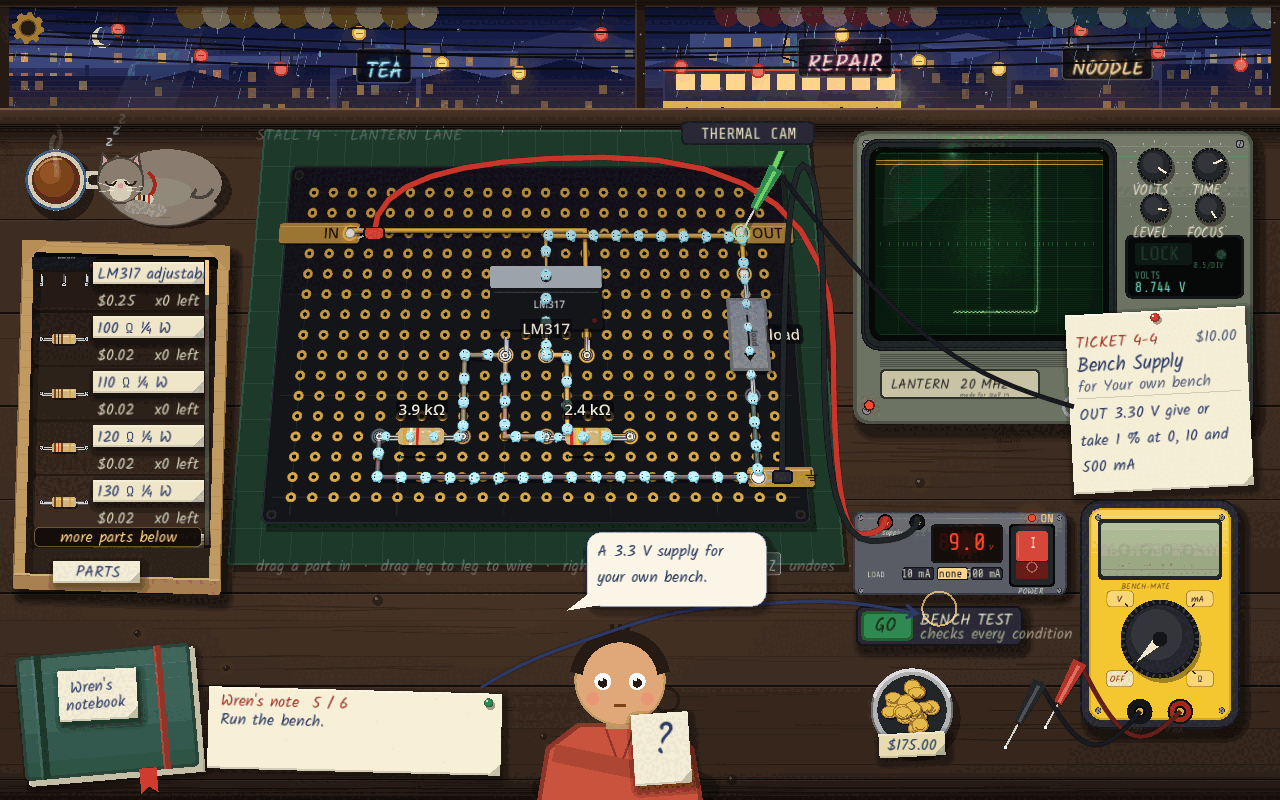 TEA
REPAIR
NOODLE
STALL 14 · LANTERN LANE
THERMAL CAM
IN
OUT
LM317
LM317
load
3.9 kΩ
2.4 kΩ
LM317 adjustab
$0.25 x0 left
100 Ω ¼ W
$0.02 x0 left
110 Ω ¼ W
$0.02 x0 left
120 Ω ¼ W
$0.02 x0 left
130 Ω ¼ W
$0.02 x0 left
more parts below
PARTS
VOLTS TIME
LEVEL FOCUS
LOCK
0.5/DIV
VOLTS
8.744 V
LANTERN 20 MHz
made for Stall 14
TICKET 4-4 $10.00
Bench Supply
for Your own bench
OUT 3.30 V give or
take 1 % at 0, 10 and
500 mA
drag a part in · drag leg to leg to wire · righ
Z undoes
A 3.3 V supply for
your own bench.
ON
9.0 v
LOAD 10 mA none 500 mA
I
POWER
GO BENCH TEST
checks every condition
BENCH-MATE
V mA
OFF Ω
Wren's
notebook
Wren's note 5 / 6
Run the bench.
?
$175.00
z z z